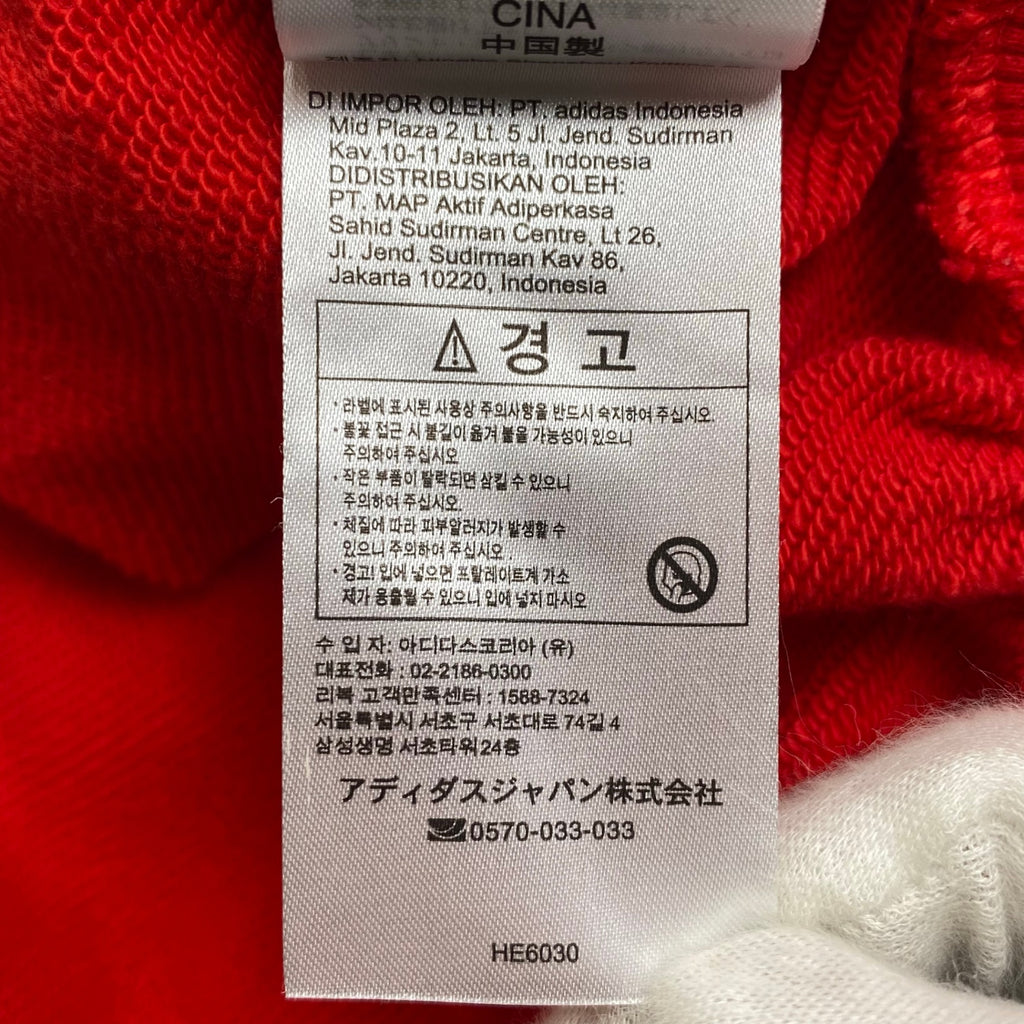 CINA
中国製
DI IMPOR OLEH: PT. adidas Indonesia
Mid Plaza 2, Lt. 5 Jl. Jend. Sudirman
Kav.10-11 Jakarta, Indonesia
DIDISTRIBUSIKAN OLEH:
PT. MAP Aktif Adiperkasa
Sahid Sudirman Centre, Lt 26,
Jl. Jend. Sudirman Kav 86,
Jakarta 10220, Indonesia
경 고
· 라벨에 표시된 사용상 주의사항을 반드시 숙지하여 주십시오.
· 불꽃 접근 시 불길이 옮겨 붙을 가능성이 있으니
주의하여 주십시오
· 작은 부품이 탈락되면 삼킬 수 있으니
주의하여 주십시오.
· 체질에 따라 피부알러지가 발생할 수
있으니 주의하여 주십시오.
· 경고! 입에 넣으면 프탈레이트계 가소
제가 용출될 수 있으니 입에 넣지 마시오
수 입 자: 아디다스코리아 (유)
대표전화 : 02-2186-0300
리복 고객만족센터 : 1588-7324
서울특별시 서초구 서초대로 74길 4
삼성생명 서초타워 24층
アディダスジャパン株式会社
0570-033-033
HE6030